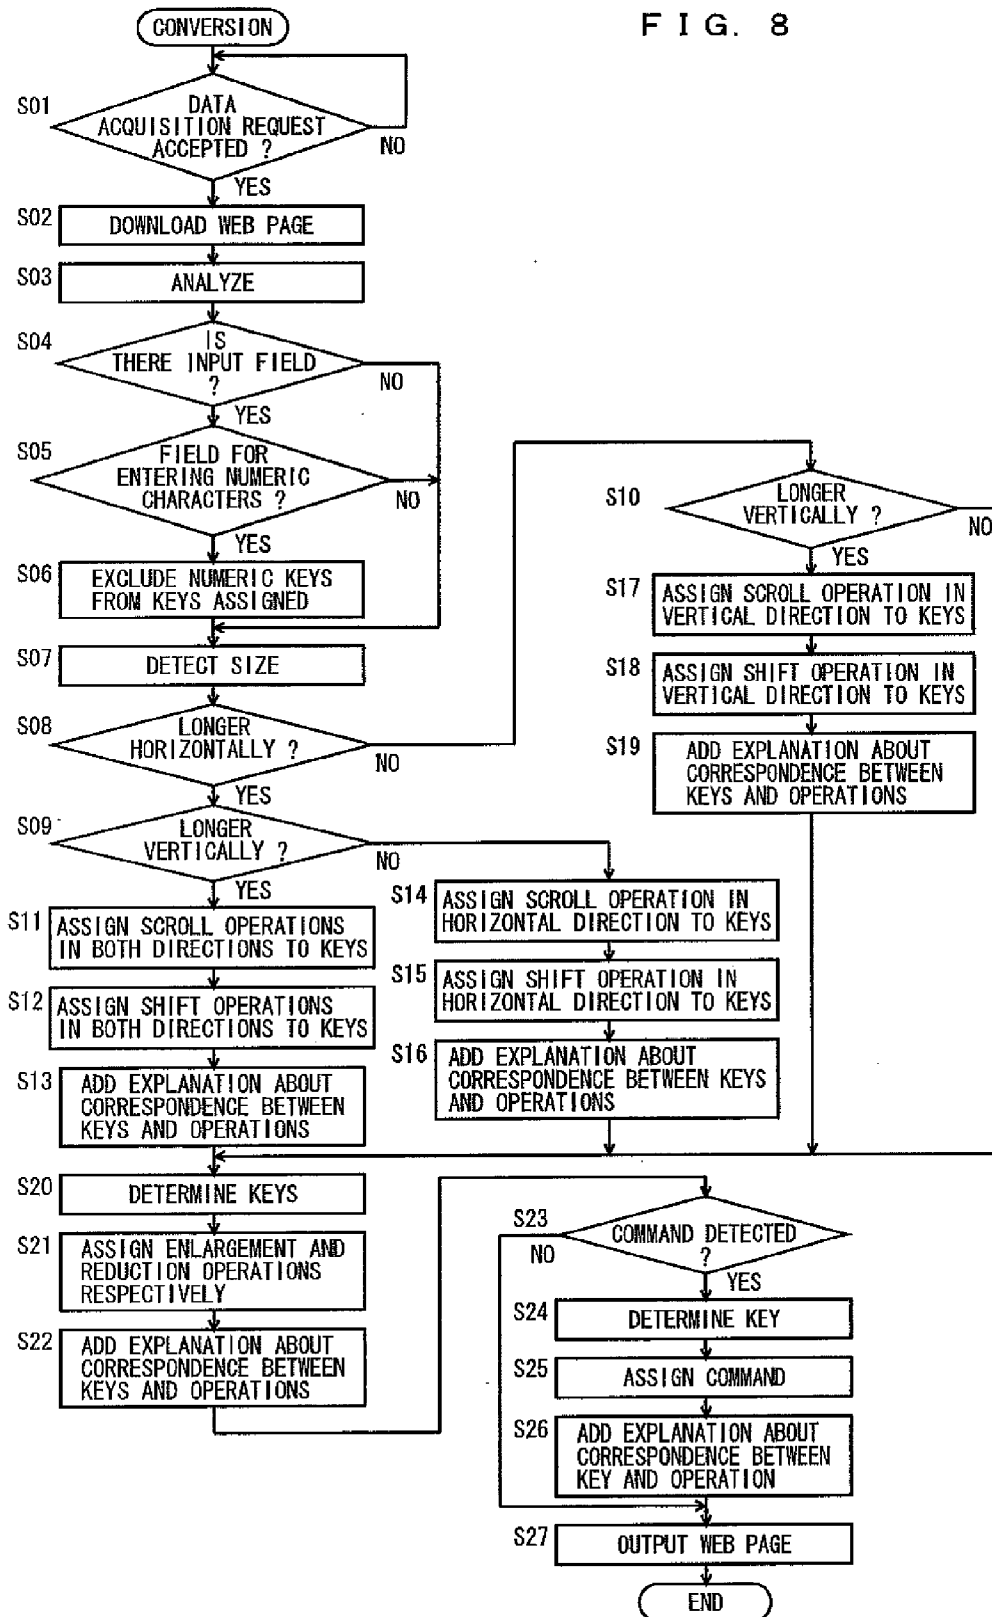 FIG. 8
CONVERSION
S01
DATA
ACQUISITION REQUEST
ACCEPTED ?
NO
YES
S02
DOWNLOAD WEB PAGE
S03
ANALYZE
S04
IS
THERE INPUT FIELD
?
NO
YES
S05
FIELD FOR
ENTERING NUMERIC
CHARACTERS ?
NO
YES
S06
EXCLUDE NUMERIC KEYS
FROM KEYS ASSIGNED
S07
DETECT SIZE
S08
LONGER
HORIZONTALLY ?
NO
YES
S09
LONGER
VERTICALLY ?
NO
YES
S10
LONGER
VERTICALLY ?
NO
YES
S17
ASSIGN SCROLL OPERATION IN
VERTICAL DIRECTION TO KEYS
S18
ASSIGN SHIFT OPERATION IN
VERTICAL DIRECTION TO KEYS
S19
ADD EXPLANATION ABOUT
CORRESPONDENCE BETWEEN
KEYS AND OPERATIONS
S11
ASSIGN SCROLL OPERATIONS
IN BOTH DIRECTIONS TO KEYS
S12
ASSIGN SHIFT OPERATIONS
IN BOTH DIRECTIONS TO KEYS
S13
ADD EXPLANATION ABOUT
CORRESPONDENCE BETWEEN
KEYS AND OPERATIONS
S14
ASSIGN SCROLL OPERATION IN
HORIZONTAL DIRECTION TO KEYS
S15
ASSIGN SHIFT OPERATION IN
HORIZONTAL DIRECTION TO KEYS
S16
ADD EXPLANATION ABOUT
CORRESPONDENCE BETWEEN KEYS
AND OPERATIONS
S20
DETERMINE KEYS
S21
ASSIGN ENLARGEMENT AND
REDUCTION OPERATIONS
RESPECTIVELY
S22
ADD EXPLANATION ABOUT
CORRESPONDENCE BETWEEN
KEYS AND OPERATIONS
S23
COMMAND DETECTED
?
NO
YES
S24
DETERMINE KEY
S25
ASSIGN COMMAND
S26
ADD EXPLANATION ABOUT
CORRESPONDENCE BETWEEN
KEY AND OPERATION
S27
OUTPUT WEB PAGE
END